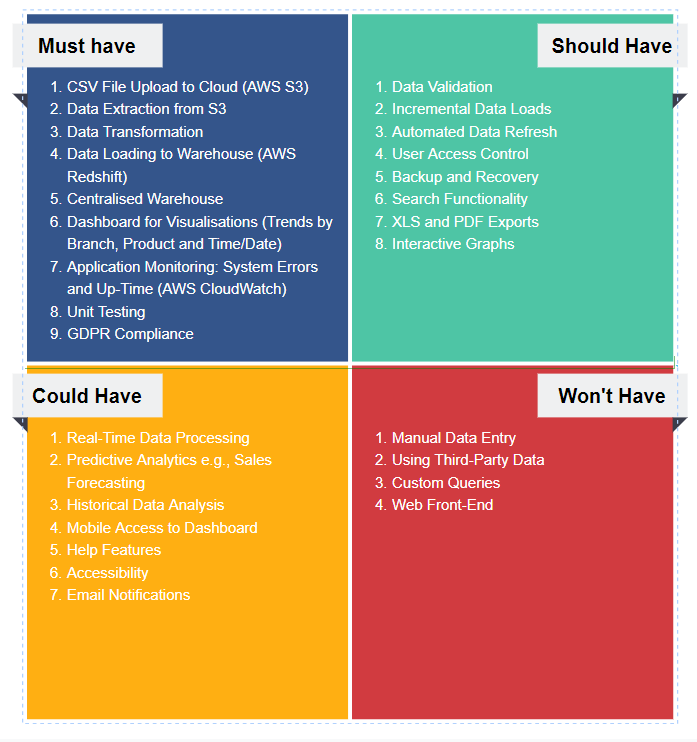 Must have
1. CSV File Upload to Cloud (AWS S3)
2. Data Extraction from S3
3. Data Transformation
4. Data Loading to Warehouse (AWS
Redshift)
5. Centralised Warehouse
6. Dashboard for Visualisations (Trends by
Branch, Product and Time/Date)
7. Application Monitoring: System Errors
and Up-Time (AWS CloudWatch)
8. Unit Testing
9. GDPR Compliance
Should Have
1. Data Validation
2. Incremental Data Loads
3. Automated Data Refresh
4. User Access Control
5. Backup and Recovery
6. Search Functionality
7. XLS and PDF Exports
8. Interactive Graphs
Could Have
1. Real-Time Data Processing
2. Predictive Analytics e.g., Sales
Forecasting
3. Historical Data Analysis
4. Mobile Access to Dashboard
5. Help Features
6. Accessibility
7. Email Notifications
Won't Have
1. Manual Data Entry
2. Using Third-Party Data
3. Custom Queries
4. Web Front-End